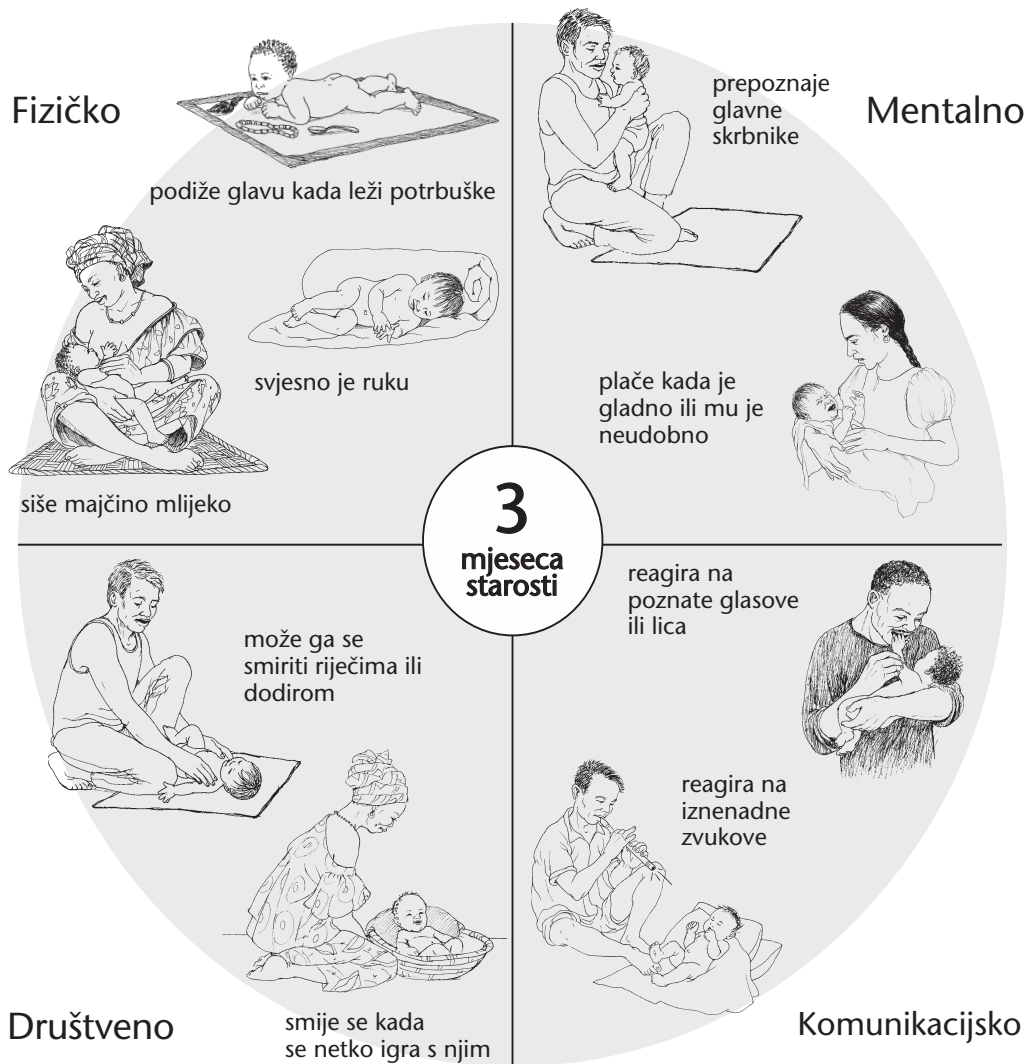 Fizičko
podiže glavu kada leži potrbuške
svjesno je ruku
siše majčino mlijeko
Mentalno
prepoznaje
glavne
skrbnike
plače kada je
gladno ili mu je
neudobno
3
mjeseca
starosti
može ga se
smiriti riječima ili
dodirom
smije se kada
se netko igra s njim
Društveno
reagira na
poznate glasove
ili lica
reagira na
iznenadne
zvukove
Komunikacijsko